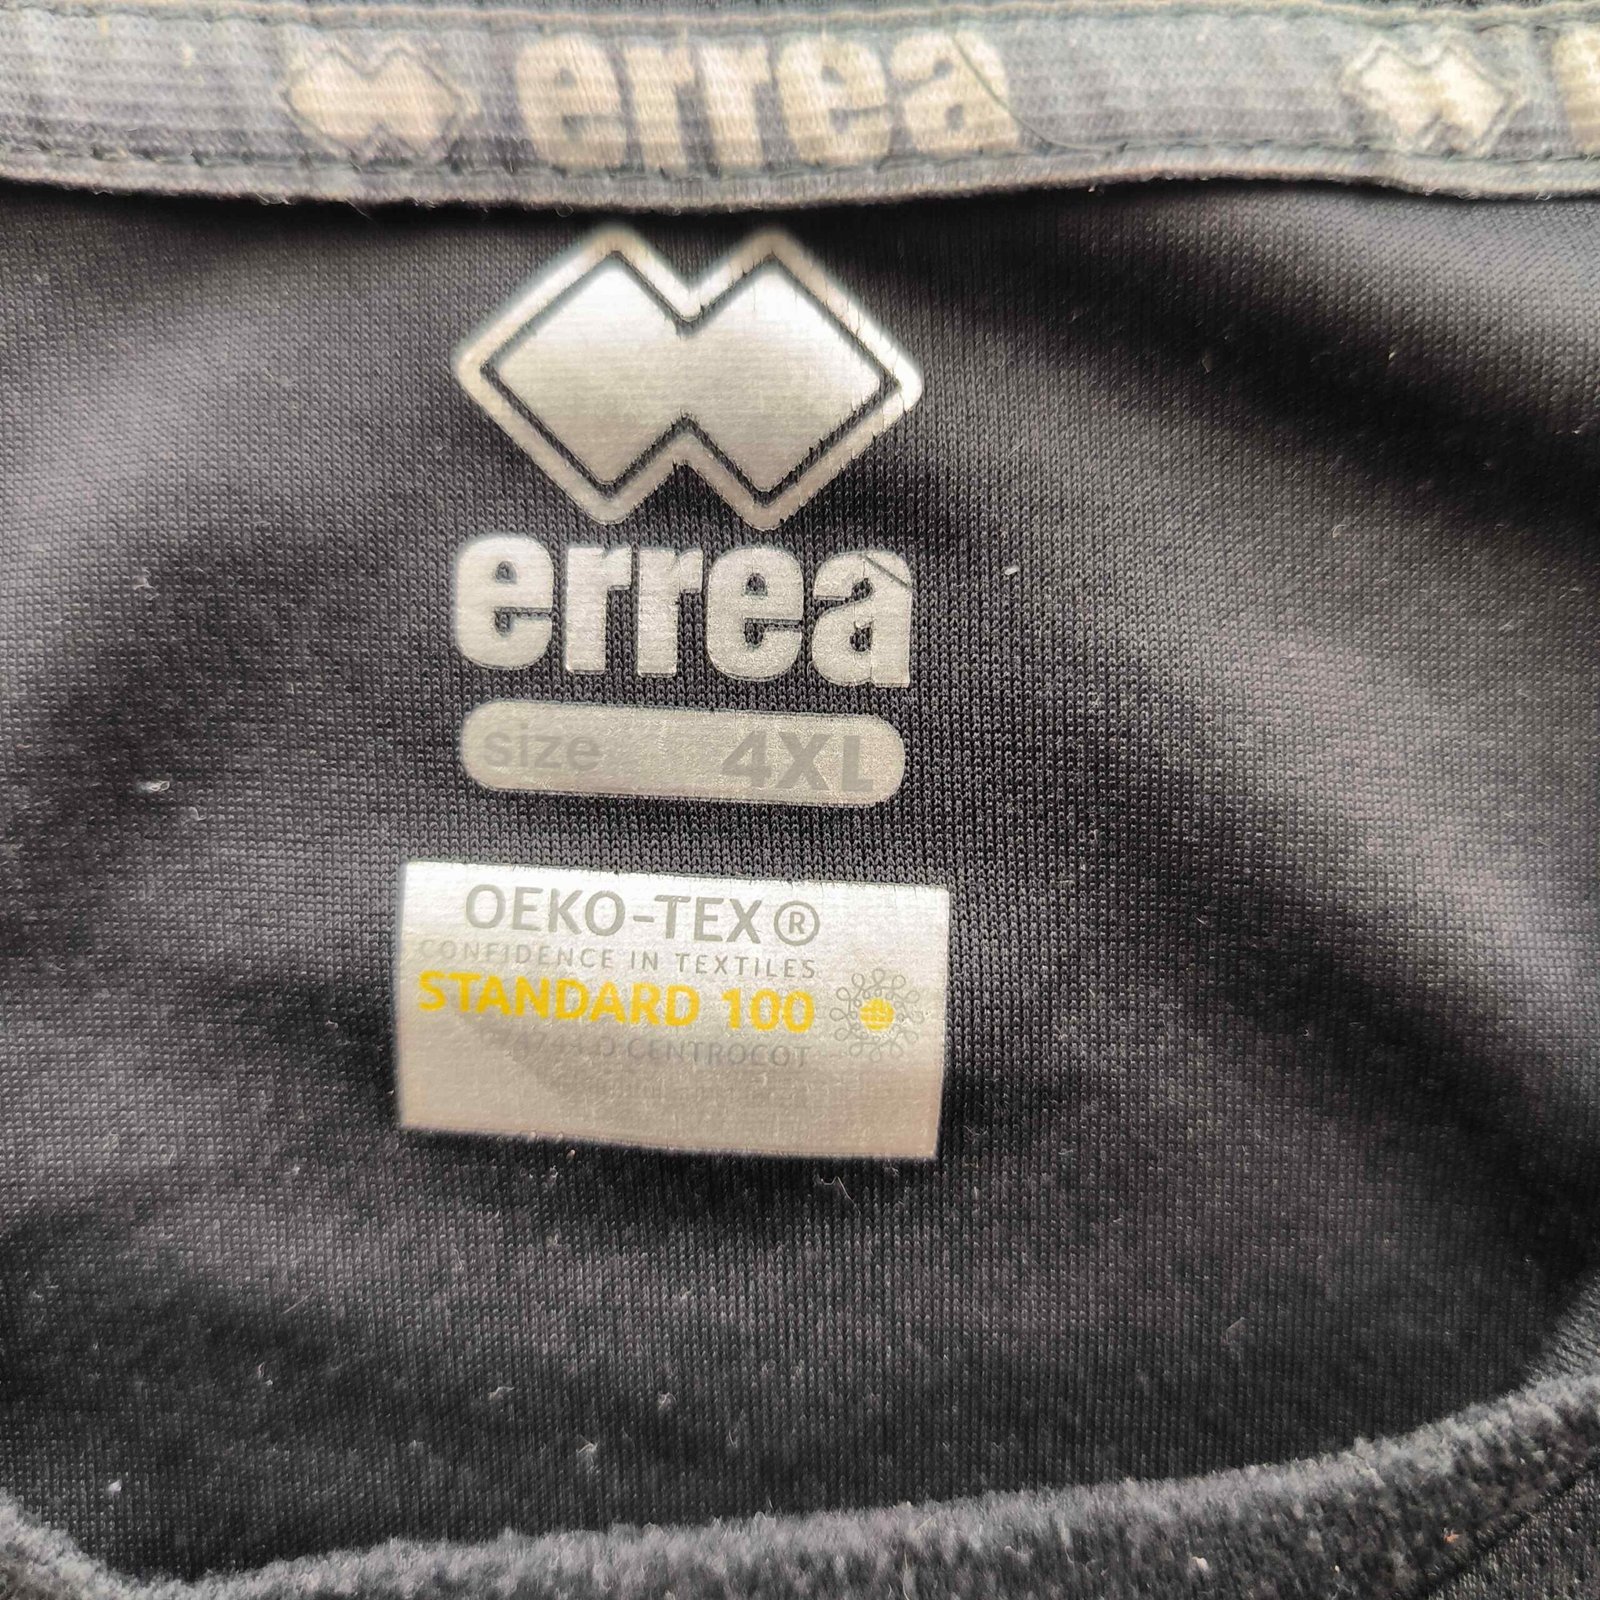 errea
errea
size 4XL
OEKO-TEX®
CONFIDENCE IN TEXTILES
STANDARD 100
CENTROCOT